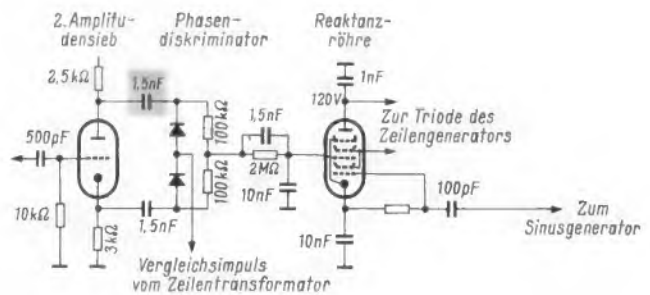 2. Amplitu-
densieb
Phasen-
diskriminator
Reaktanz-
röhre
2,5kΩ
1,5nF
1nF
120V
Zur Triode des
Zeilengenerators
500pF
100kΩ
1,5nF
2MΩ
100kΩ
10nF
100pF
10kΩ
3kΩ
1,5nF
10nF
Zum
Sinusgenerator
Vergleichsimpuls
vom Zeilentransformator